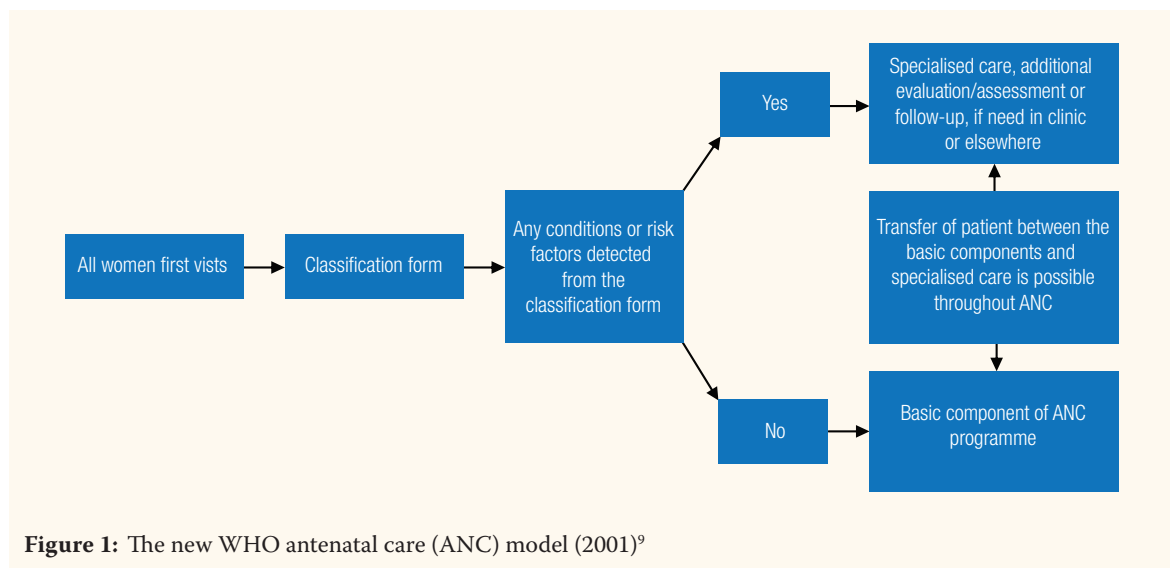 All women first vists
Classification form
Any conditions or risk
factors detected
from the
classification form
Yes
No
Specialised care, additional
evaluation/assessment or
follow-up, if need in clinic
or elsewhere
Transfer of patient between the
basic components and
specialised care is possible
throughout ANC
Basic component of ANC
programme
Figure 1: The new WHO antenatal care (ANC) model (2001)⁹